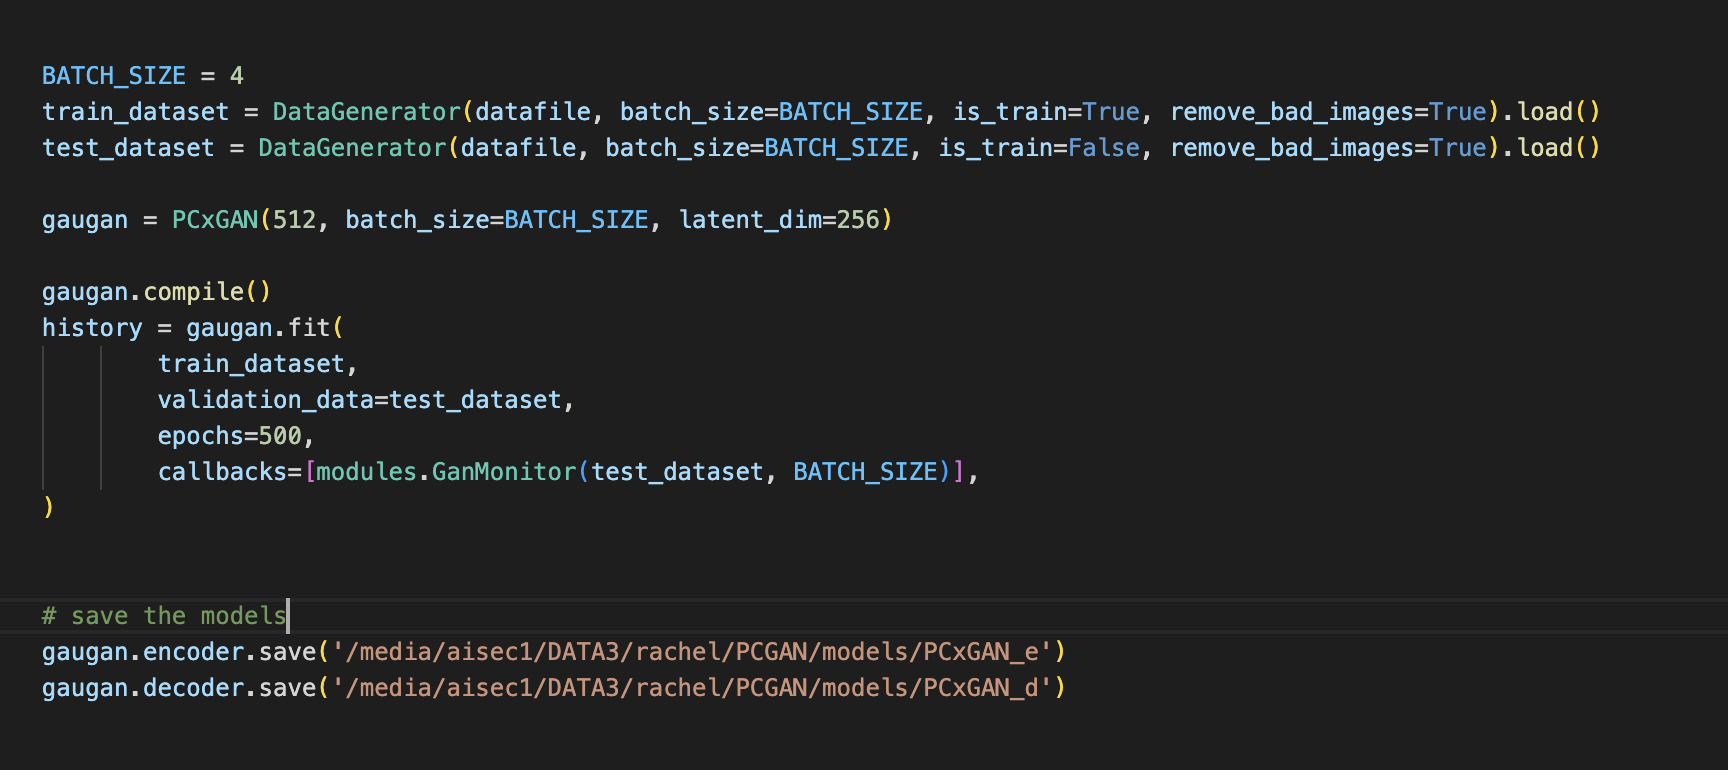 BATCH_SIZE = 4
train_dataset = DataGenerator(datafile, batch_size=BATCH_SIZE, is_train=True, remove_bad_images=True).load()
test_dataset = DataGenerator(datafile, batch_size=BATCH_SIZE, is_train=False, remove_bad_images=True).load()
gaugan = PCxGAN(512, batch_size=BATCH_SIZE, latent_dim=256)
gaugan.compile()
history = gaugan.fit(
train_dataset,
validation_data=test_dataset,
epochs=500,
callbacks=[modules.GanMonitor(test_dataset, BATCH_SIZE)],
)
# save the models
gaugan.encoder.save('/media/aisec1/DATA3/rachel/PCGAN/models/PCxGAN_e')
gaugan.decoder.save('/media/aisec1/DATA3/rachel/PCGAN/models/PCxGAN_d')